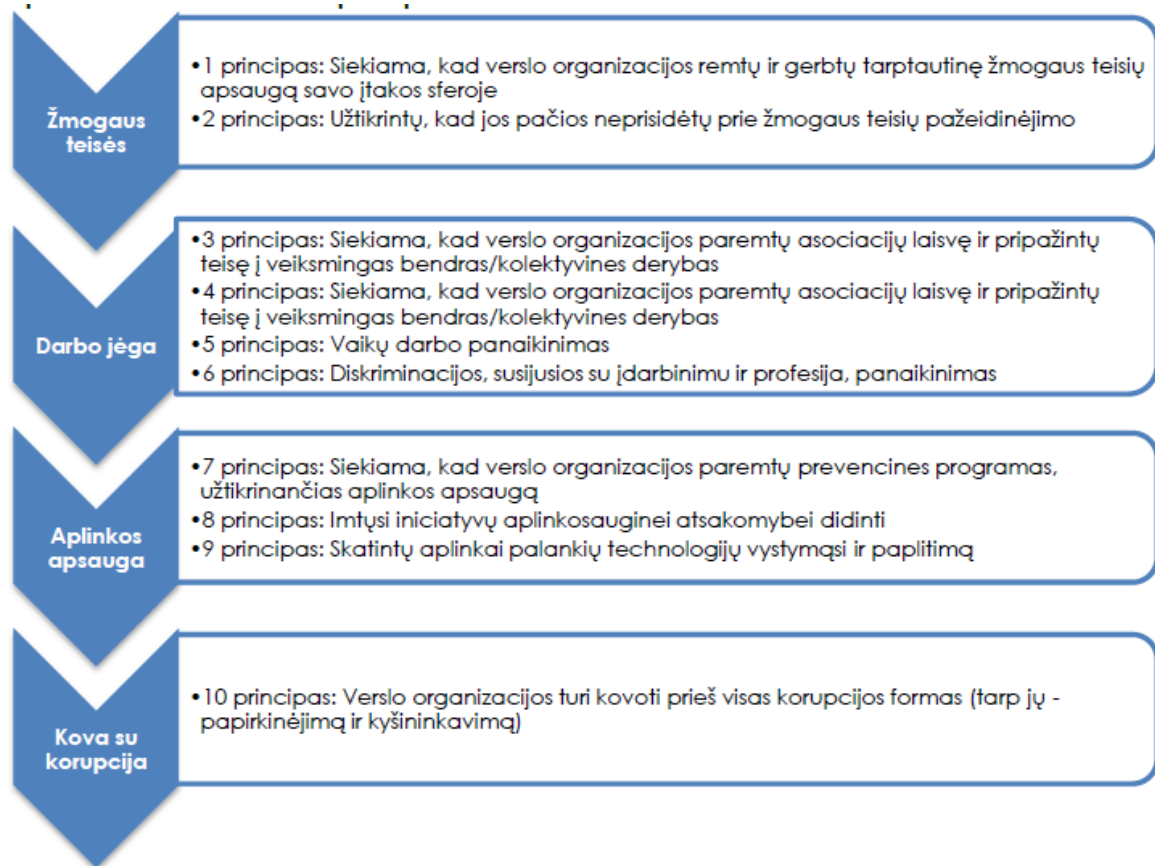 Žmogaus
teisės
•1 principas: Siekiama, kad verslo organizacijos remtų ir gerbtų tarptautinę žmogaus teisių
apsaugą savo įtakos sferoje
•2 principas: Užtikrintų, kad jos pačios neprisidėtų prie žmogaus teisių pažeidinėjimo
Darbo jėga
•3 principas: Siekiama, kad verslo organizacijos paremtų asociacijų laisvę ir pripažintų
teisę į veiksmingas bendras/kolektyvines derybas
•4 principas: Siekiama, kad verslo organizacijos paremtų asociacijų laisvę ir pripažintų
teisę į veiksmingas bendras/kolektyvines derybas
•5 principas: Vaikų darbo panaikinimas
•6 principas: Diskriminacijos, susijusios su įdarbinimu ir profesija, panaikinimas
Aplinkos
apsauga
•7 principas: Siekiama, kad verslo organizacijos paremtų prevencines programas,
užtikrinančias aplinkos apsaugą
•8 principas: Imtųsi iniciatyvų aplinkosauginei atsakomybei didinti
•9 principas: Skatintų aplinkai palankių technologijų vystymąsi ir paplitimą
Kova su
korupcija
•10 principas: Verslo organizacijos turi kovoti prieš visas korupcijos formas (tarp jų -
papirkinėjimą ir kyšininkavimą)